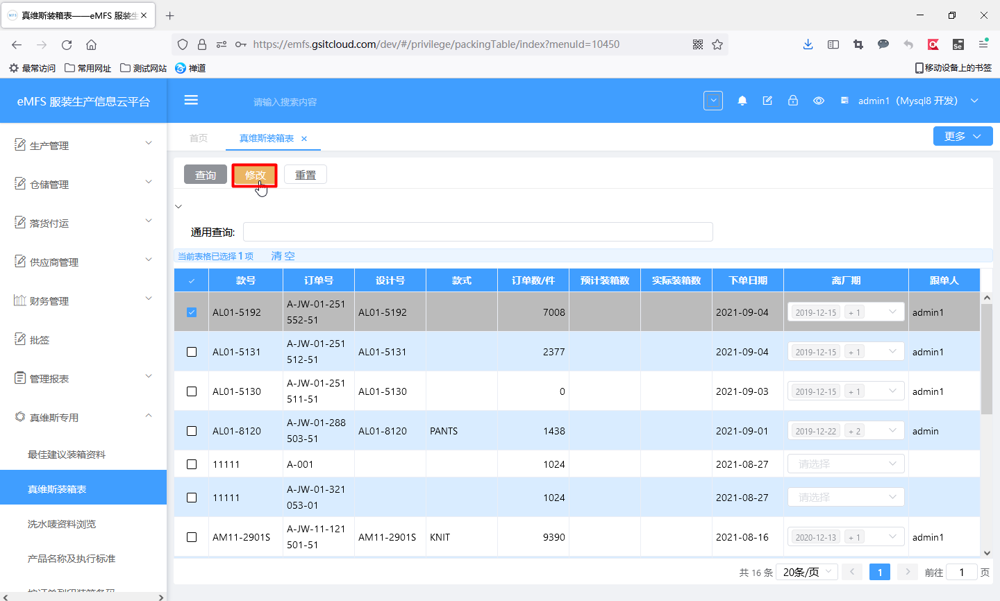 真维斯装箱表——eMFS 服装生
https://emfs.gsitcloud.com/dev/#/privilege/packingTable/index?menuId=10450
最常访问 常用网址 测试网站 禅道 移动设备上的书签
eMFS 服装生产信息云平台 请输入搜索内容 admin1（Mysql8 开发）
首页 真维斯装箱表 更多
生产管理
仓储管理
落货付运
供应商管理
财务管理
批签
管理报表
真维斯专用
最佳建议装箱资料
真维斯装箱表
洗水唛资料浏览
产品名称及执行标准
查询 修改 重置
通用查询:
当前表格已选择1项 清 空
款号 订单号 设计号 款式 订单数/件 预计装箱数 实际装箱数 下单日期 离厂期 跟单人
AL01-5192 A-JW-01-251552-51 AL01-5192 7008 2021-09-04 2019-12-15 + 1 admin1
AL01-5131 A-JW-01-251512-51 AL01-5131 2377 2021-09-04 2019-12-15 + 1 admin1
AL01-5130 A-JW-01-251511-51 AL01-5130 0 2021-09-03 2019-12-15 + 1 admin1
AL01-8120 A-JW-01-288503-51 AL01-8120 PANTS 1438 2021-09-01 2019-12-22 + 2 admin
11111 A-001 1024 2021-08-27 请选择
11111 A-JW-01-321053-01 1024 2021-08-27 请选择
AM11-2901S A-JW-11-121501-51 AM11-2901S KNIT 9390 2021-08-16 2020-12-13 + 1 admin1
共 16 条 20条/页 1 前往 1 页